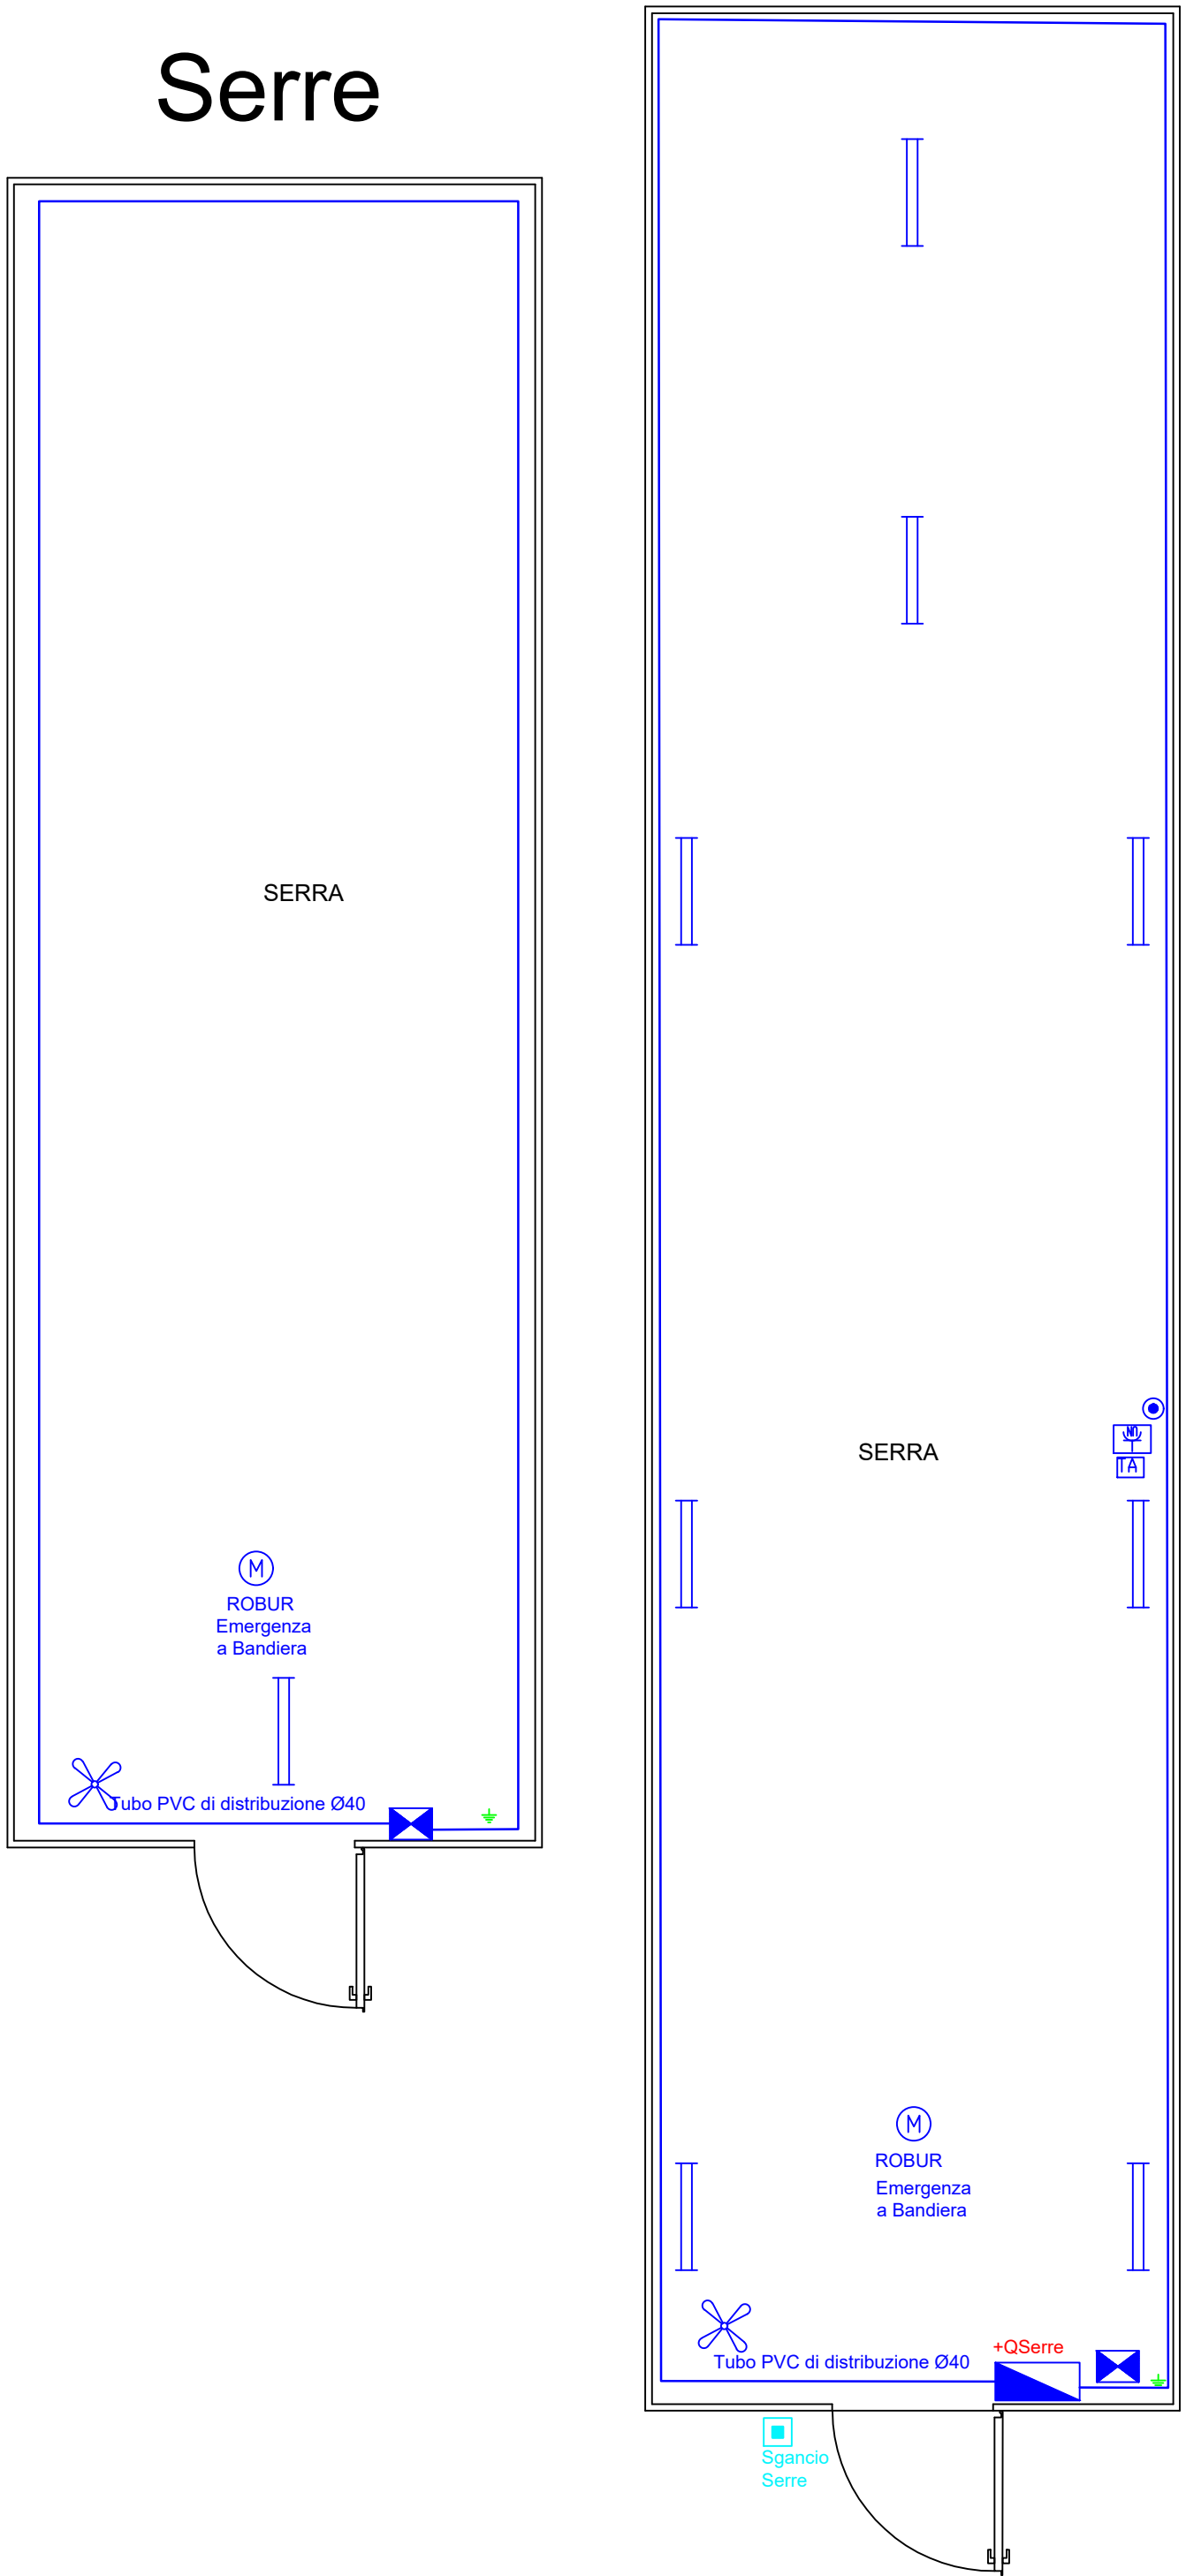 Serre
SERRA
M
ROBUR
Emergenza
a Bandiera
Tubo PVC di distribuzione Ø40
SERRA
TA
M
ROBUR
Emergenza
a Bandiera
+QSerre
Tubo PVC di distribuzione Ø40
Sgancio
Serre